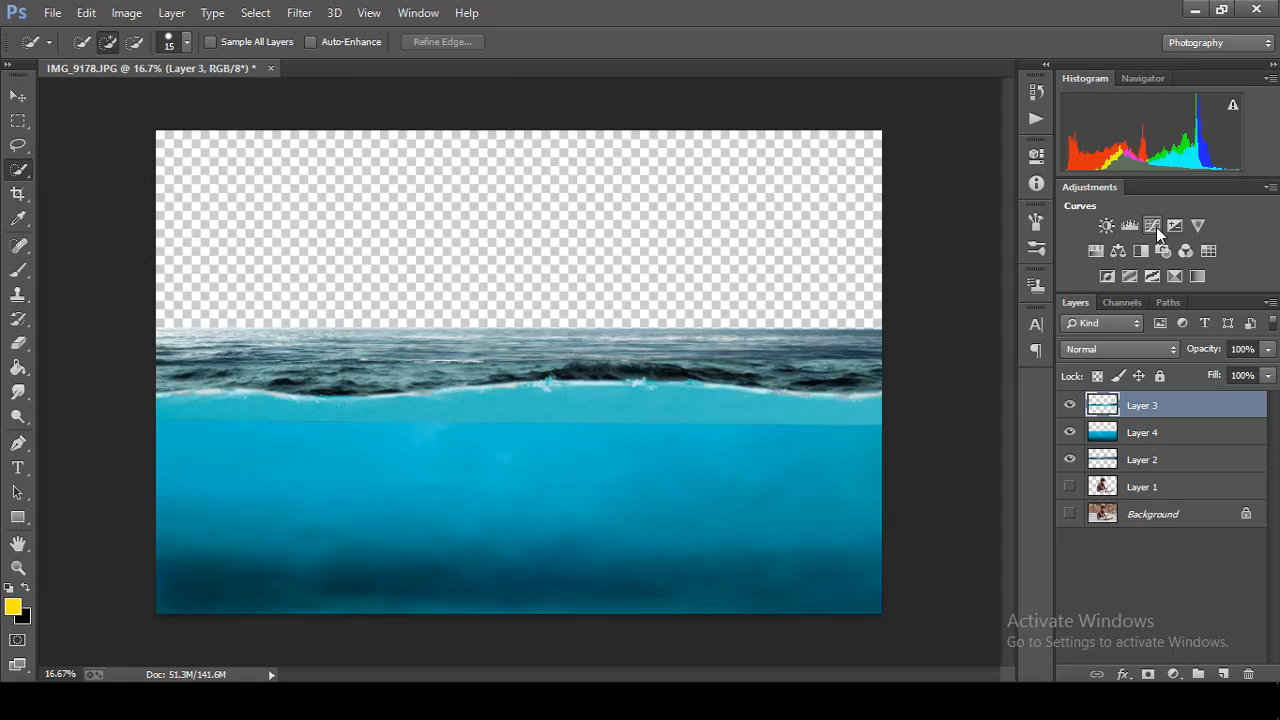 Ps File Edit Image Layer Type Select Filter 3D View Window Help
15 Sample All Layers Auto-Enhance Refine Edge... Photography
IMG_9178.JPG @ 16.7% (Layer 3, RGB/8*) *
Histogram Navigator
Adjustments
Curves
Layers Channels Paths
Kind
Normal Opacity: 100%
Lock: Fill: 100%
Layer 3
Layer 4
Layer 2
Layer 1
Background
Activate Windows
Go to Settings to activate Windows.
16.67% Doc: 51.3M/141.6M